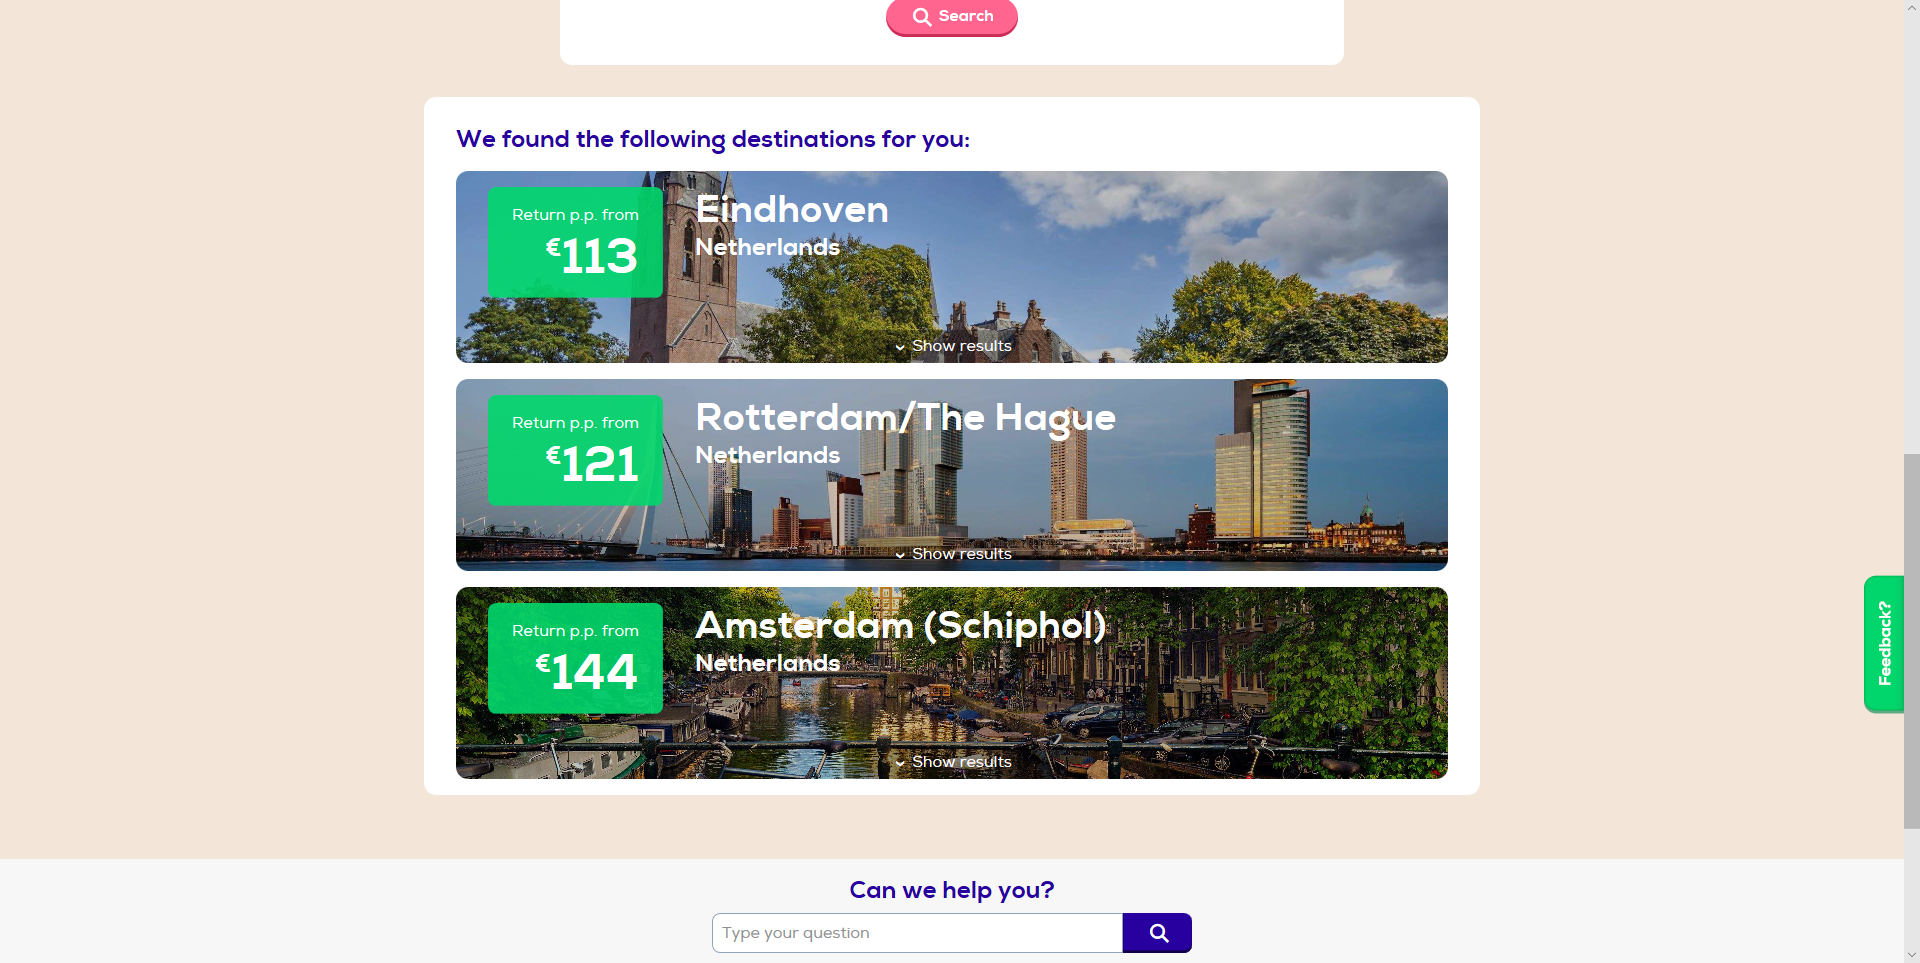 Search
We found the following destinations for you:
Return p.p. from
€113
Eindhoven
Netherlands
Show results
Return p.p. from
€121
Rotterdam/The Hague
Netherlands
Show results
Return p.p. from
€144
Amsterdam (Schiphol)
Netherlands
Show results
Feedback?
Can we help you?
Type your question